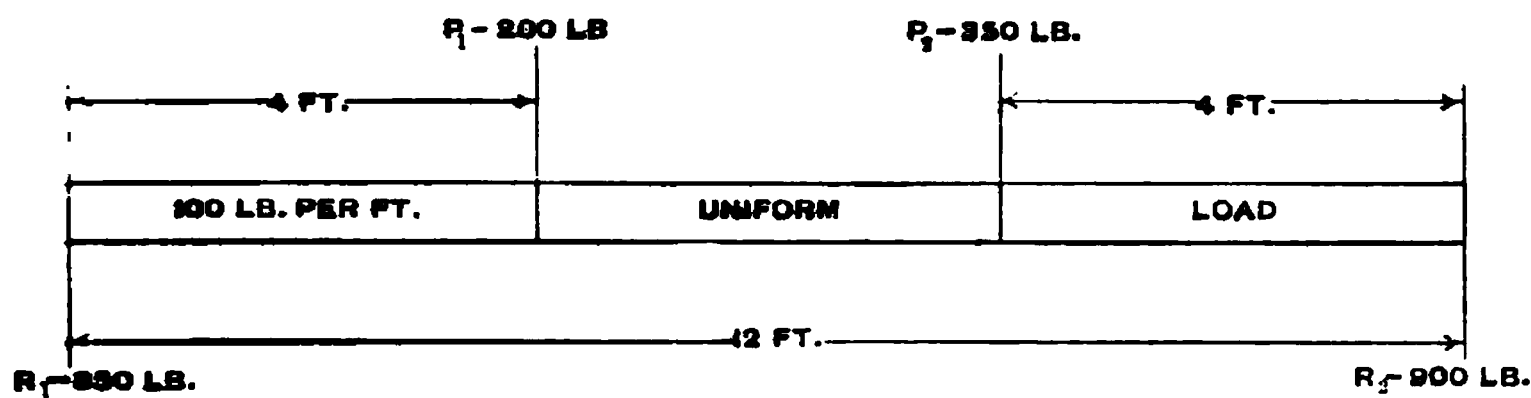 P₁-200 LB
P₂-350 LB.
4 FT.
4 FT.
100 LB. PER FT. UNIFORM LOAD
12 FT.
R₁-850 LB.
R₂-900 LB.